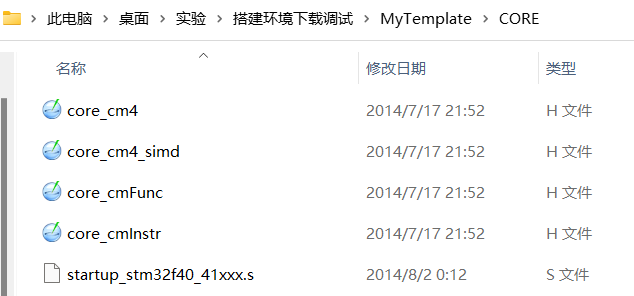 此电脑 > 桌面 > 实验 > 搭建环境下载调试 > MyTemplate > CORE
名称 修改日期 类型
core_cm4 2014/7/17 21:52 H 文件
core_cm4_simd 2014/7/17 21:52 H 文件
core_cmFunc 2014/7/17 21:52 H 文件
core_cmInstr 2014/7/17 21:52 H 文件
startup_stm32f40_41xxx.s 2014/8/2 0:12 S 文件